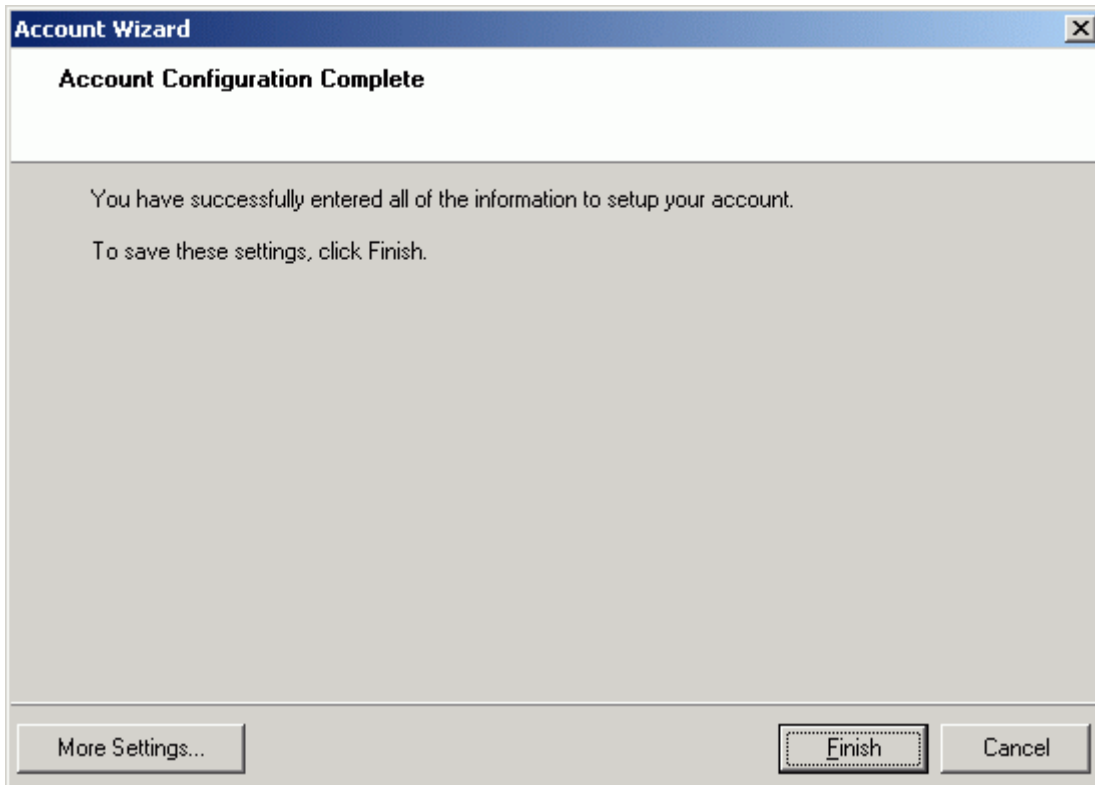 Account Wizard
Account Configuration Complete
You have successfully entered all of the information to setup your account.
To save these settings, click Finish.
More Settings... Finish Cancel